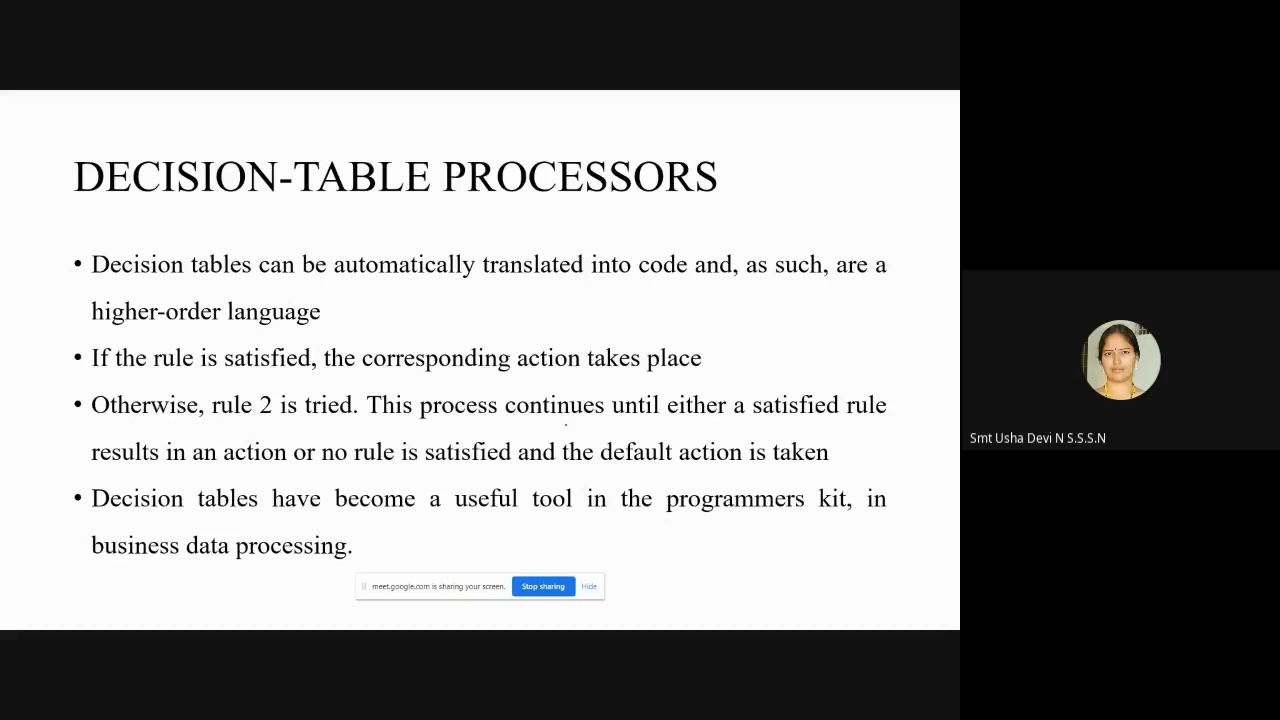 DECISION-TABLE PROCESSORS
• Decision tables can be automatically translated into code and, as such, are a
higher-order language
• If the rule is satisfied, the corresponding action takes place
• Otherwise, rule 2 is tried. This process continues until either a satisfied rule
results in an action or no rule is satisfied and the default action is taken
• Decision tables have become a useful tool in the programmers kit, in
business data processing.
meet.google.com is sharing your screen. Stop sharing Hide
Smt Usha Devi N S.S.S.N